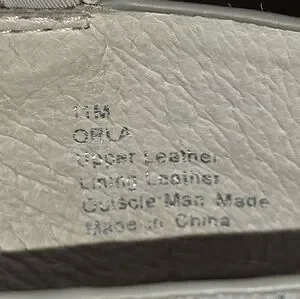 11M
ORLA
Upper Leather
Lining Leather
Outsole Man Made
Made in China